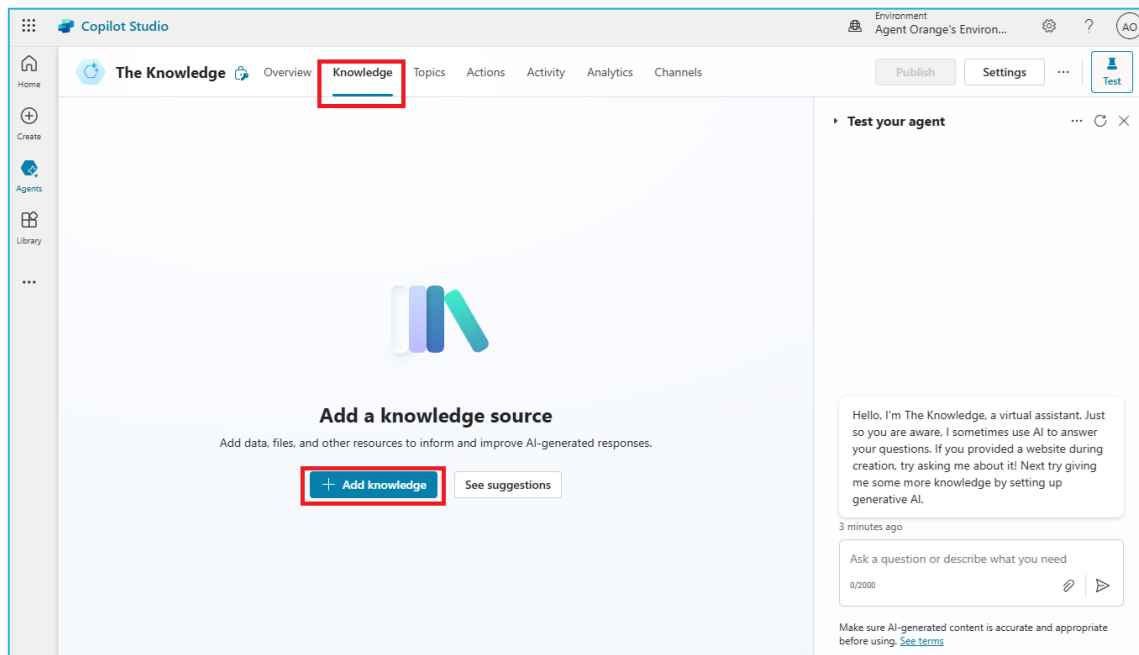 Copilot Studio
Environment
Agent Orange's Environ...
?
AO
Home
Create
Agents
Library
The Knowledge
Overview
Knowledge
Topics
Actions
Activity
Analytics
Channels
Publish
Settings
...
Test
Add a knowledge source
Add data, files, and other resources to inform and improve AI-generated responses.
+ Add knowledge
See suggestions
Test your agent
Hello, I'm The Knowledge, a virtual assistant. Just
so you are aware, I sometimes use AI to answer
your questions. If you provided a website during
creation, try asking me about it! Next try giving
me some more knowledge by setting up
generative AI.
3 minutes ago
Ask a question or describe what you need
0/2000
Make sure AI-generated content is accurate and appropriate
before using. See terms